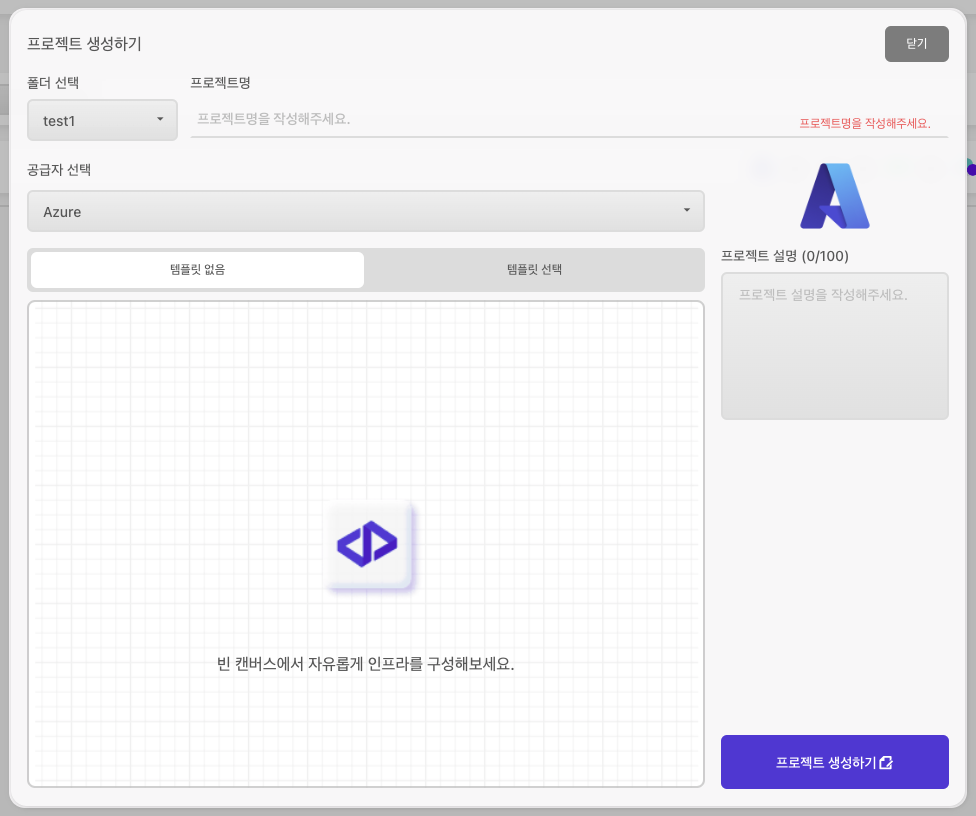 프로젝트 생성하기
닫기
폴더 선택
프로젝트명
test1
프로젝트명을 작성해주세요.
프로젝트명을 작성해주세요.
공급자 선택
Azure
템플릿 없음
템플릿 선택
프로젝트 설명 (0/100)
프로젝트 설명을 작성해주세요.
빈 캔버스에서 자유롭게 인프라를 구성해보세요.
프로젝트 생성하기